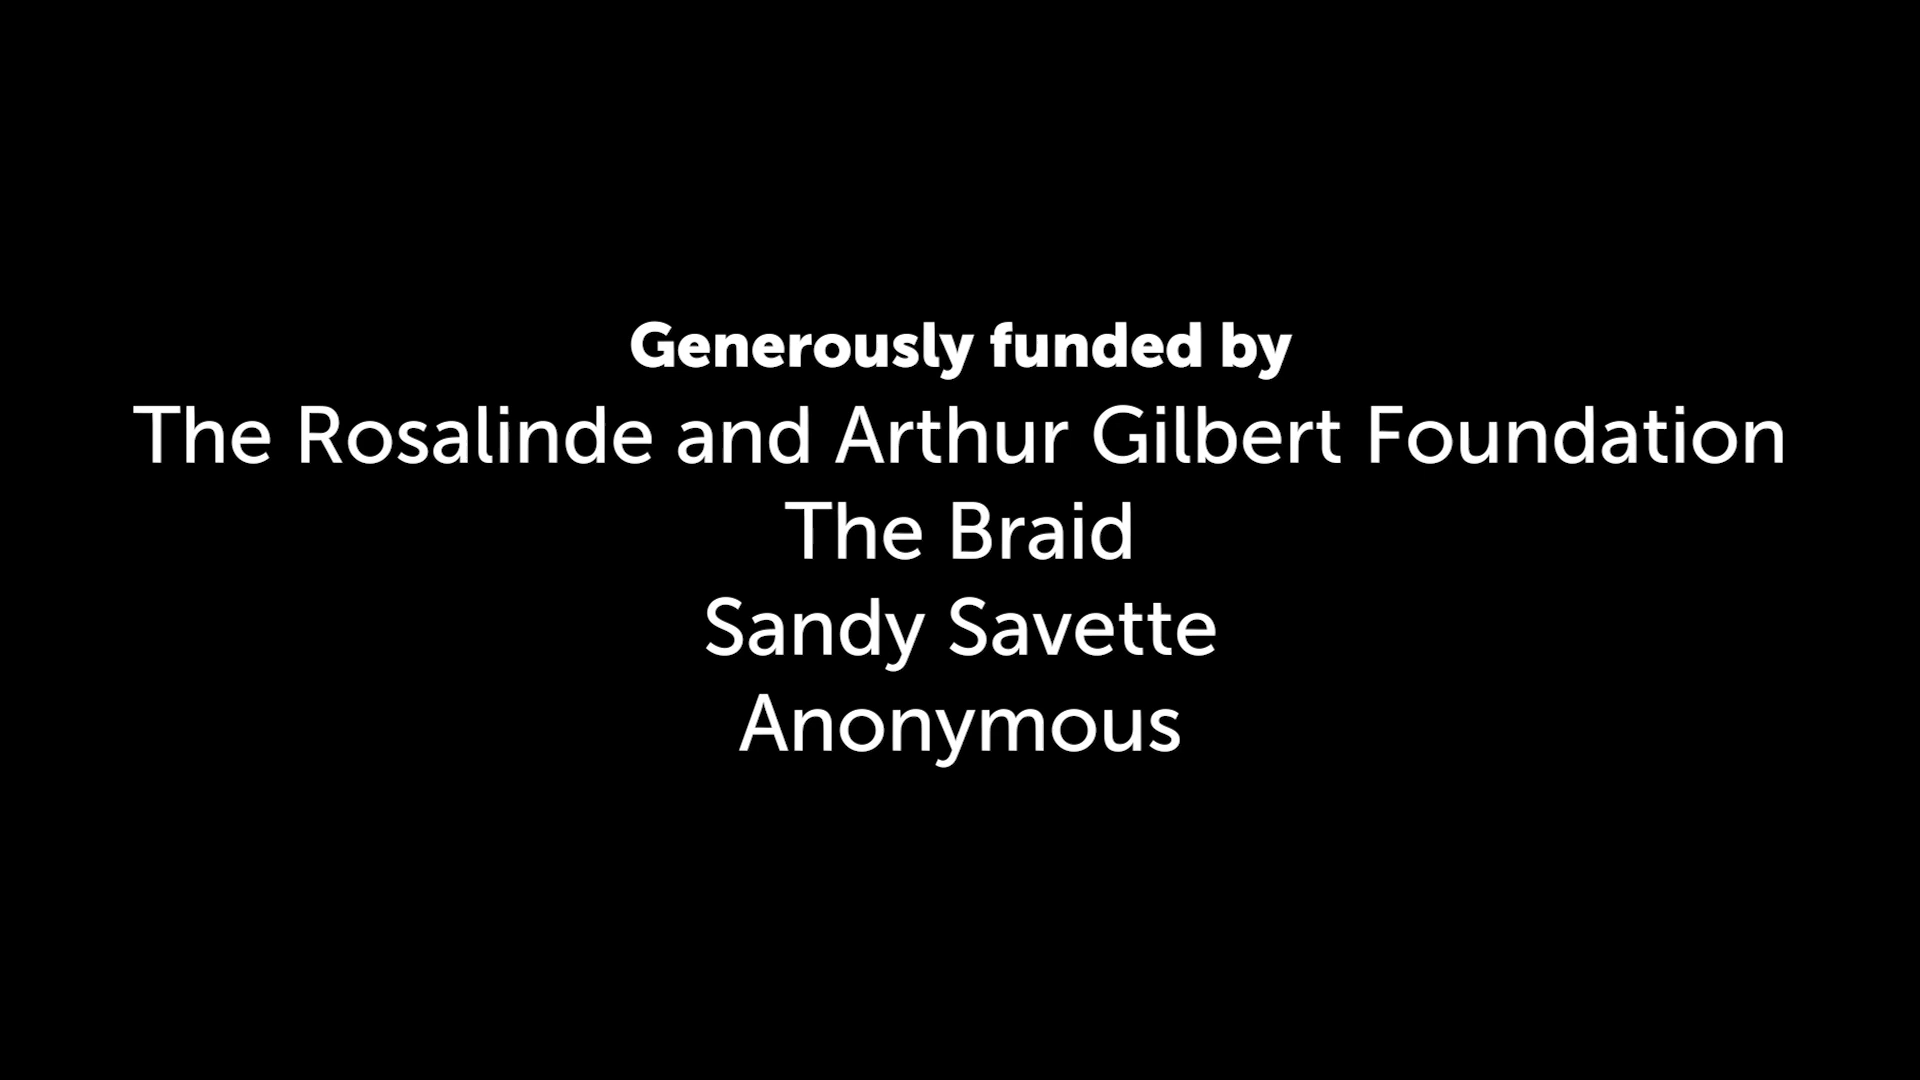 Generously funded by
The Rosalinde and Arthur Gilbert Foundation
The Braid
Sandy Savette
Anonymous